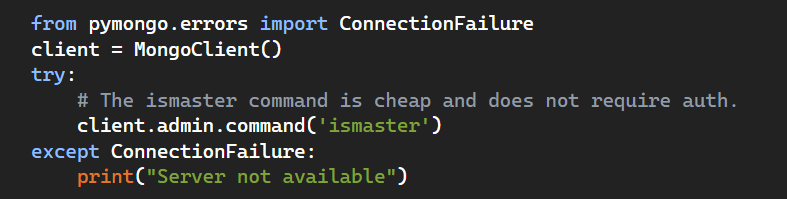 from pymongo.errors import ConnectionFailure
client = MongoClient()
try:
    # The ismaster command is cheap and does not require auth.
    client.admin.command('ismaster')
except ConnectionFailure:
    print("Server not available")